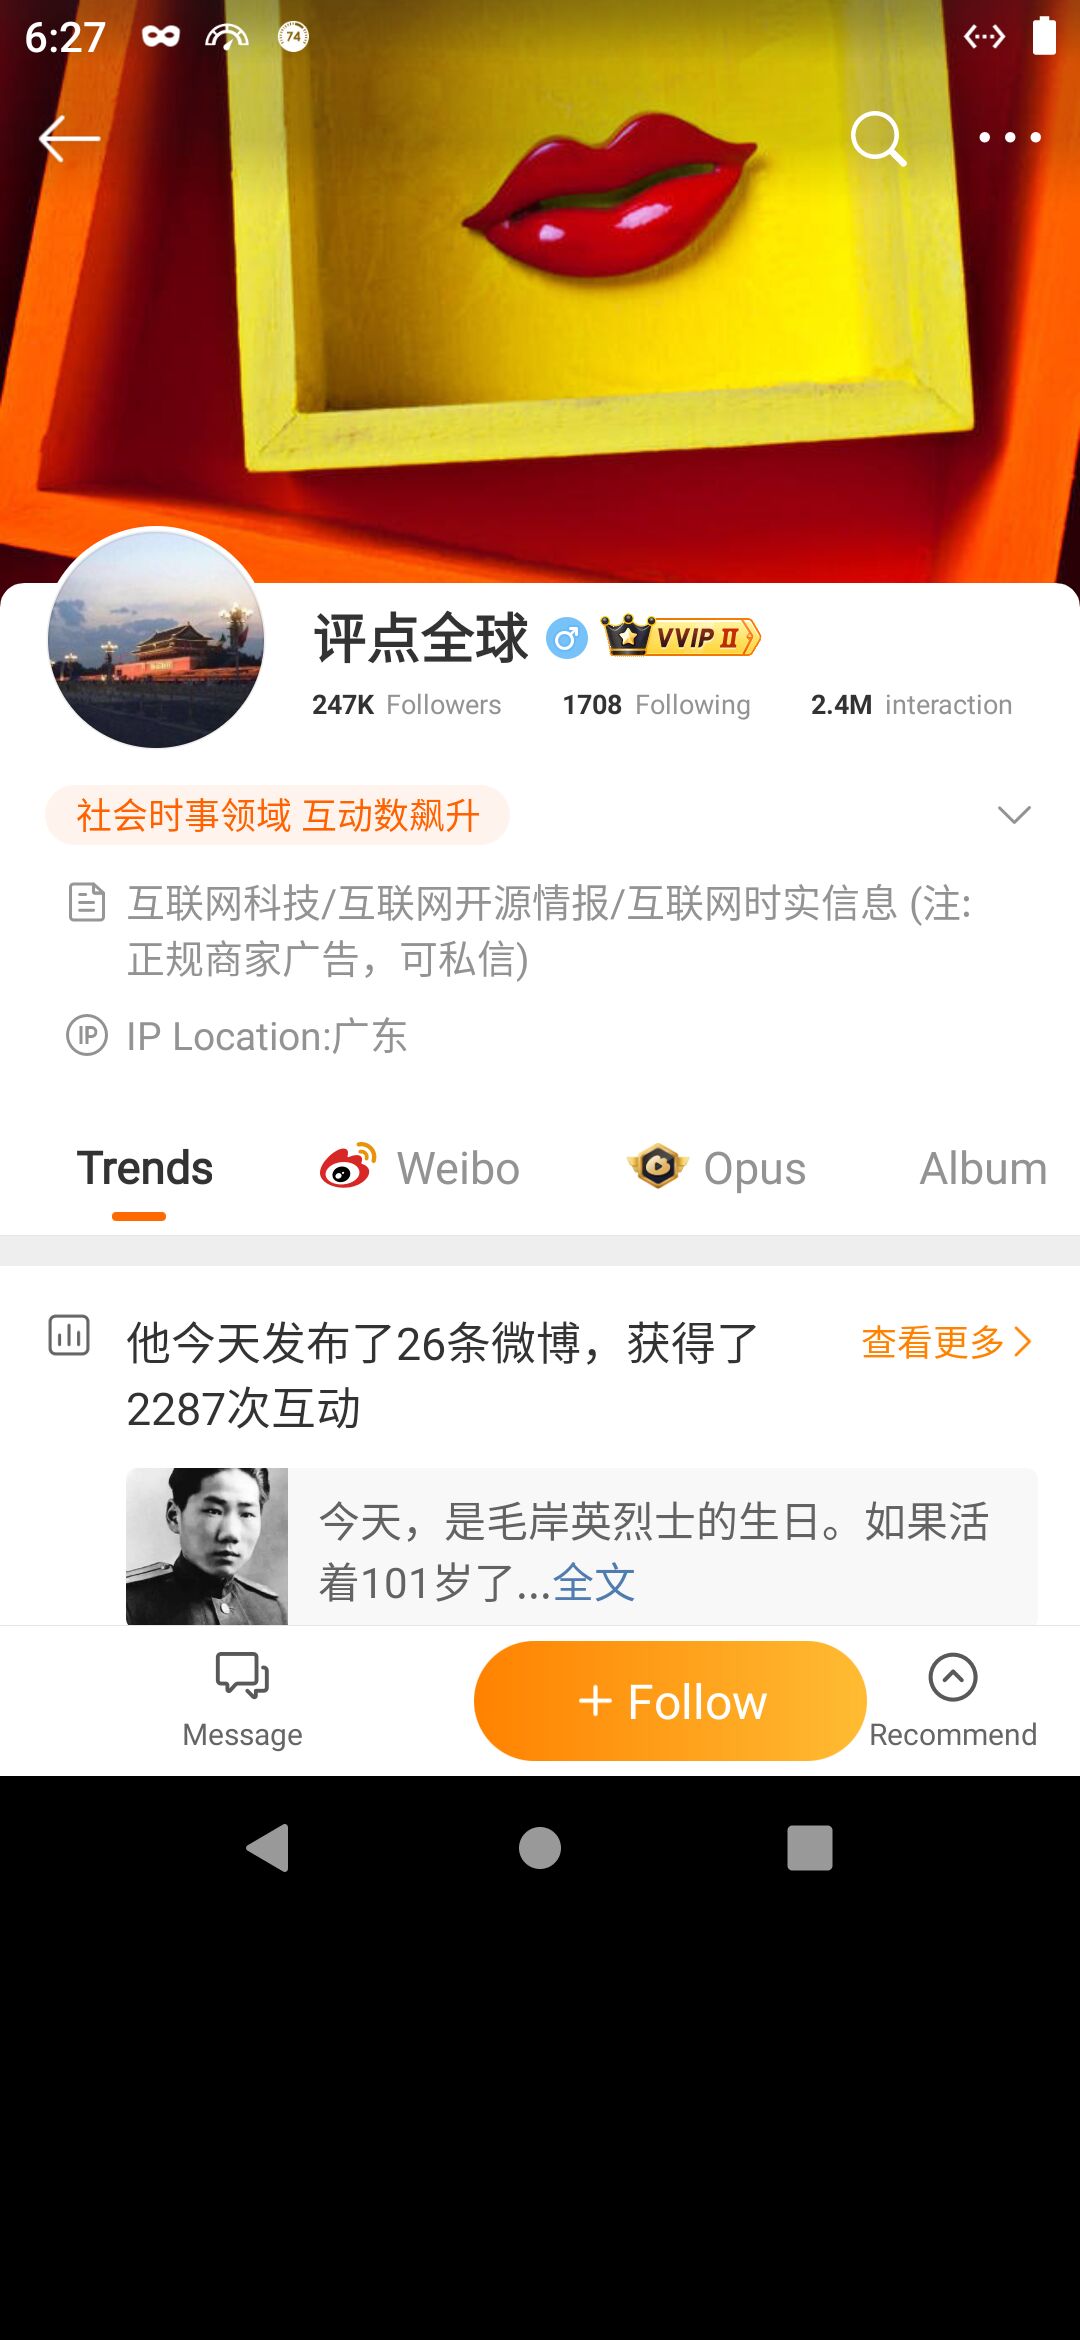 6:27
74
评点全球
VVIP II
247K Followers 1708 Following 2.4M interaction
社会时事领域 互动数飙升
互联网科技/互联网开源情报/互联网时实信息 (注:
正规商家广告，可私信)
IP IP Location:广东
Trends Weibo Opus Album
他今天发布了26条微博，获得了
2287次互动
查看更多
今天，是毛岸英烈士的生日。如果活
着101岁了...全文
Message
+ Follow
Recommend